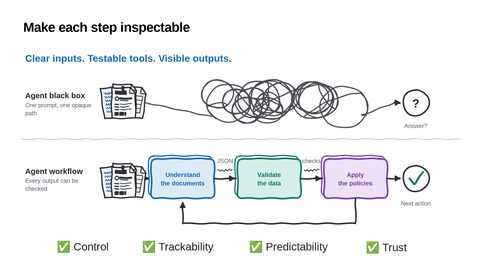 Make each step inspectable
Clear inputs. Testable tools. Visible outputs.
Agent black box
One prompt, one opaque
path
?
Answer?
Agent workflow
Every output can be
checked
Understand
the documents
JSON
Validate
the data
checks
Apply
the policies
Next action
✅ Control
✅ Trackability
✅ Predictability
✅ Trust